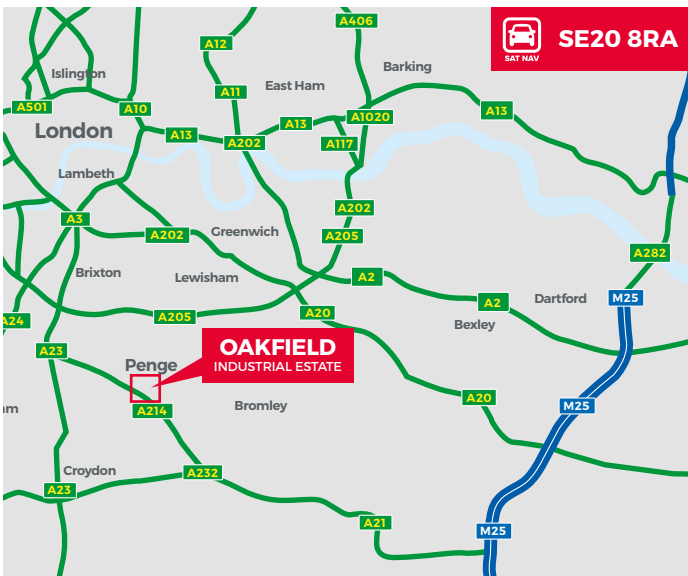 A406
A12
SE20 8RA
SAT NAV
Islington
Barking
East Ham
A11
A501
A10
A13
A1020
A13
London
A13
A202
A117
Lambeth
A202
A3
A202
Greenwich
A205
A282
Brixton
Lewisham
A2
A2
Dartford
M25
A205
A20
A24
Bexley
A23
OAKFIELD
INDUSTRIAL ESTATE
Penge
A20
M25
A214
Bromley
am
Croydon
A232
A23
A21
M25